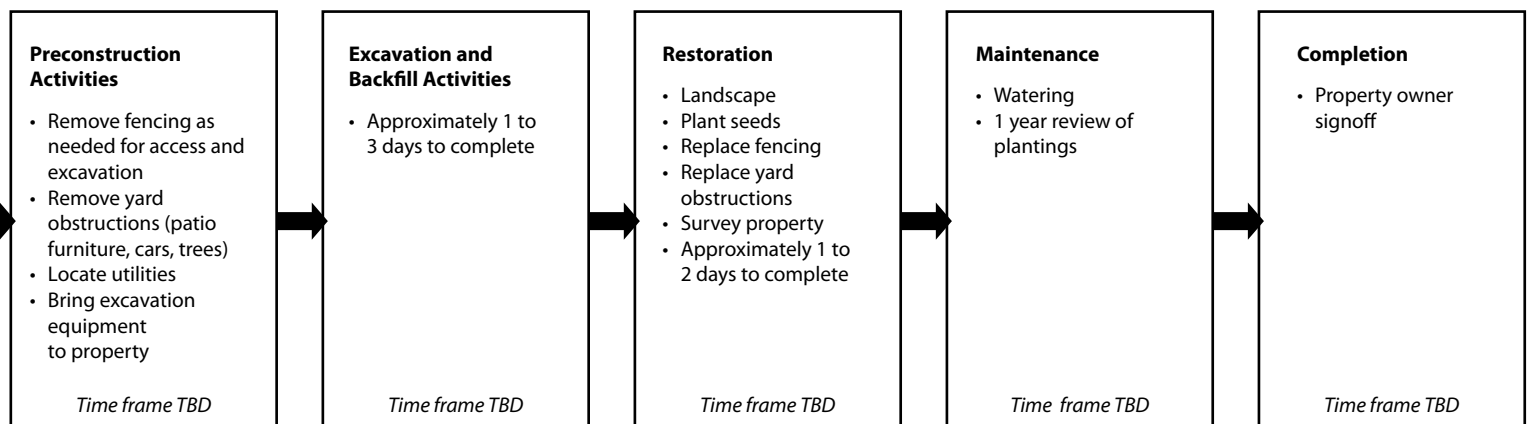 Preconstruction
Activities
• Remove fencing as
needed for access and
excavation
• Remove yard
obstructions (patio
furniture, cars, trees)
• Locate utilities
• Bring excavation
equipment
to property
Time frame TBD
Excavation and
Backfill Activities
• Approximately 1 to
3 days to complete
Time frame TBD
Restoration
• Landscape
• Plant seeds
• Replace fencing
• Replace yard
obstructions
• Survey property
• Approximately 1 to
2 days to complete
Time frame TBD
Maintenance
• Watering
• 1 year review of
plantings
Time frame TBD
Completion
• Property owner
signoff
Time frame TBD